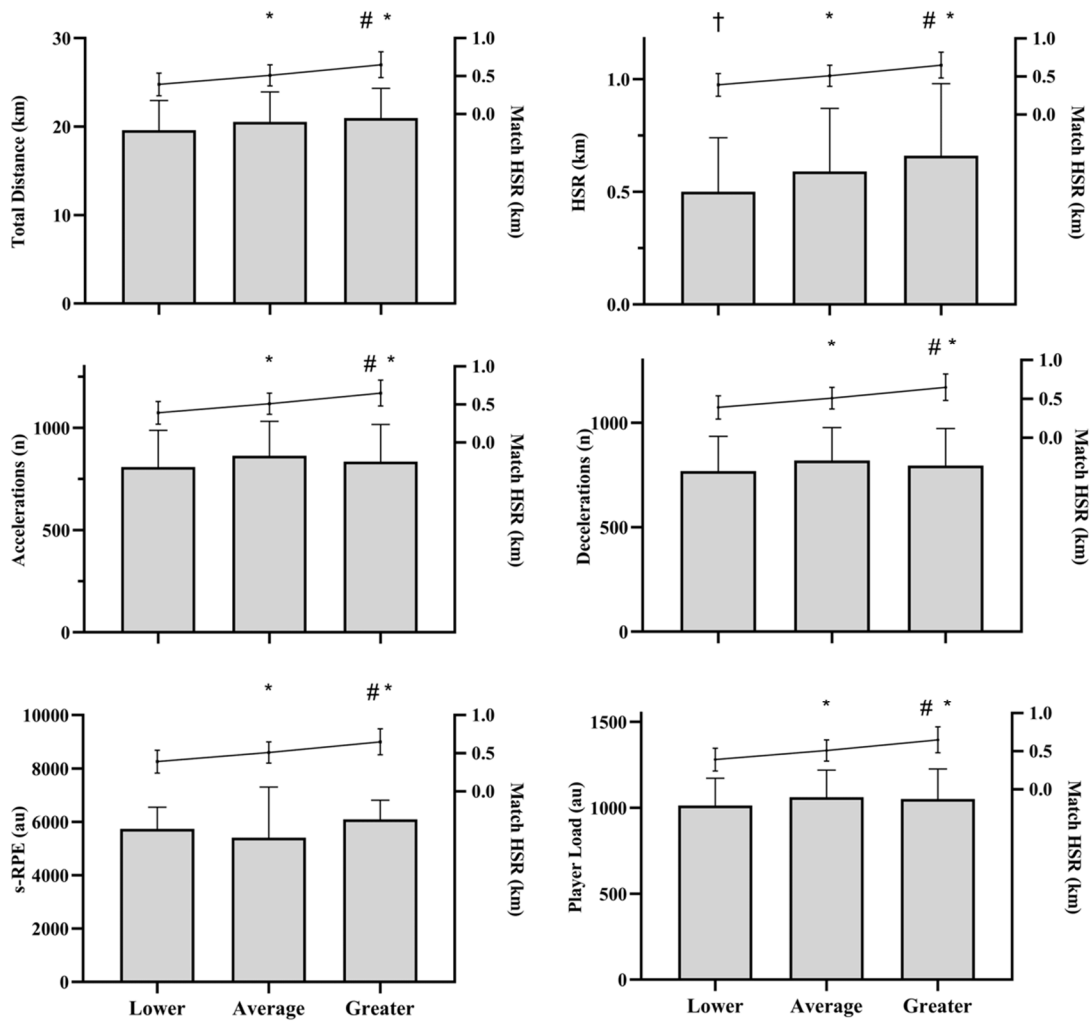 * # *
30 1.0
Total Distance (km)
20 0.5
10 0.0
0
Match HSR (km)
† * # *
1.0 1.0
HSR (km)
0.5 0.5
0.0 0.0
Match HSR (km)
* # *
1.0
Accelerations (n)
1000 0.5
500 0.0
0
Match HSR (km)
* # *
1.0
Decelerations (n)
1000 0.5
500 0.0
0
Match HSR (km)
* # *
10000 1.0
s-RPE (au)
8000 0.5
6000 0.0
4000
2000
0
Match HSR (km)
Lower Average Greater
* # *
1500 1.0
Player Load (au)
1000 0.5
500 0.0
0
Match HSR (km)
Lower Average Greater